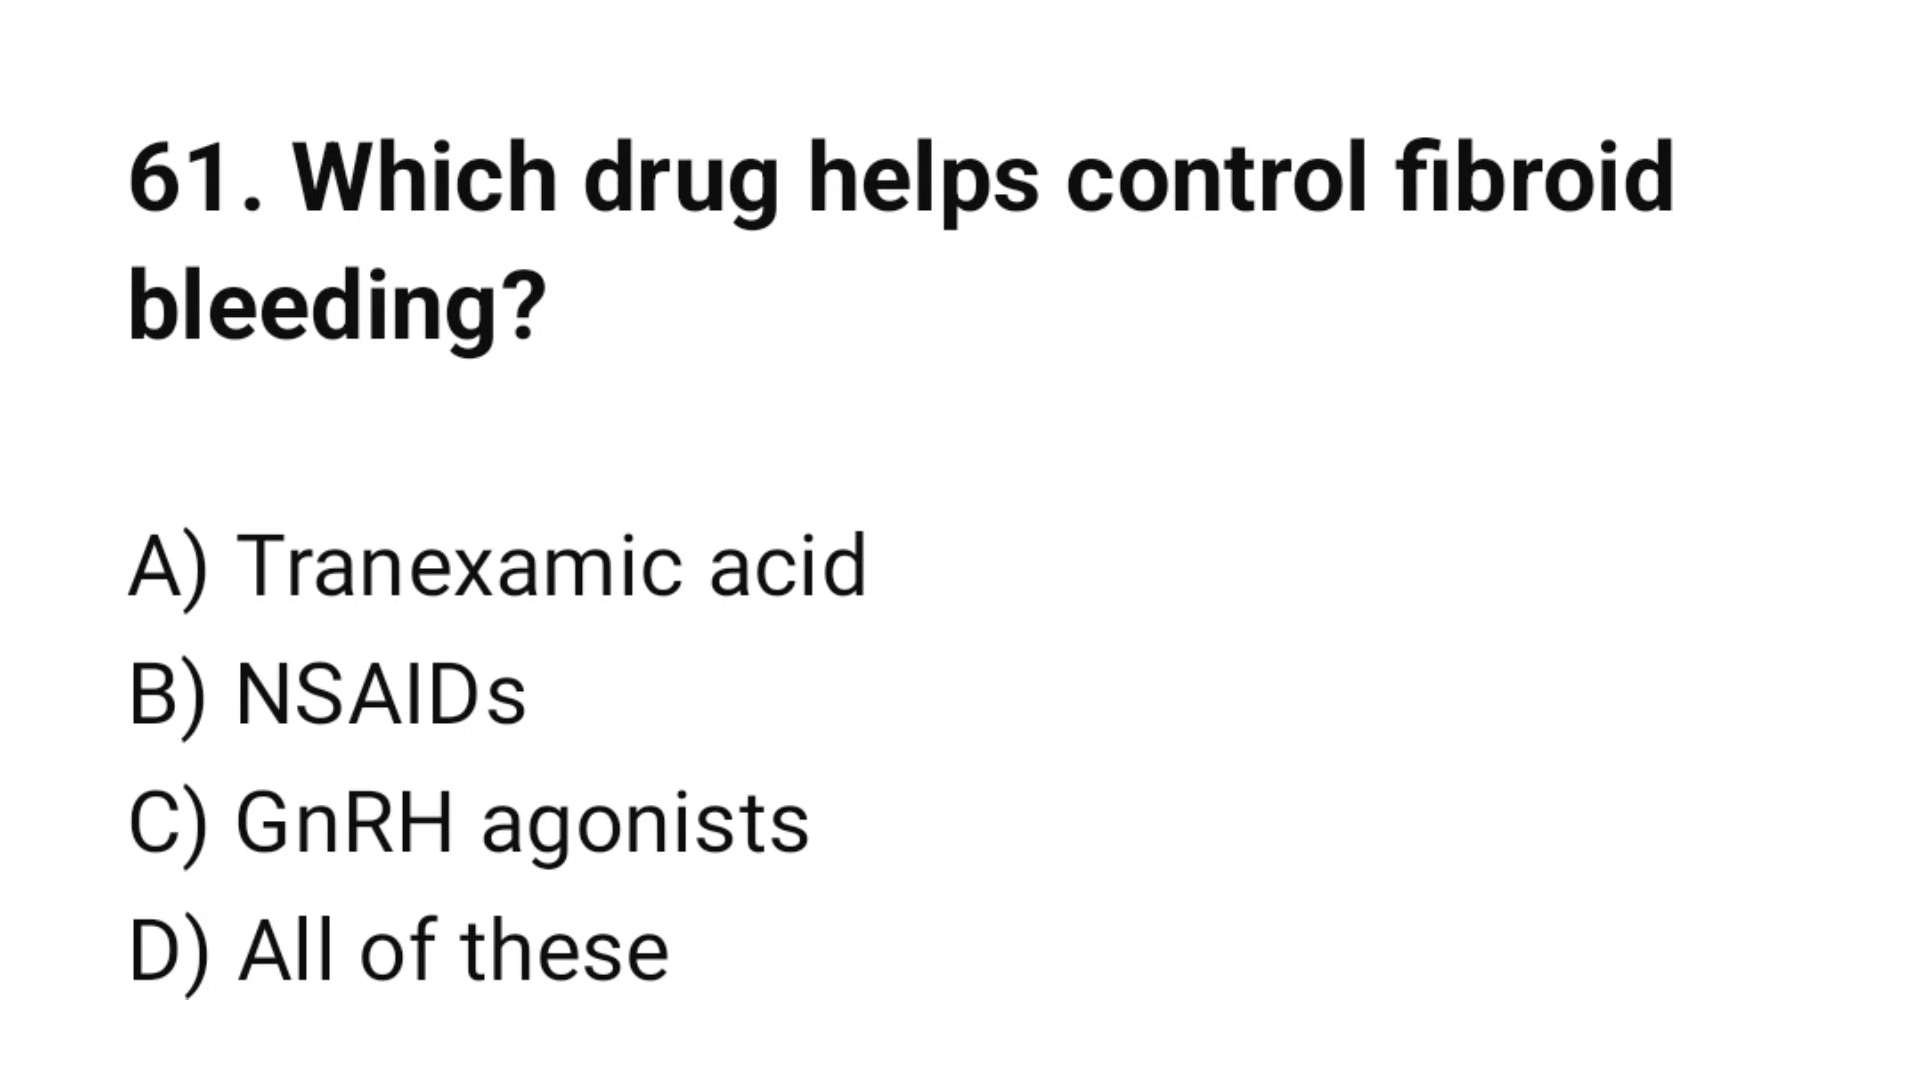 61. Which drug helps control fibroid
bleeding?
A) Tranexamic acid
B) NSAIDs
C) GnRH agonists
D) All of these